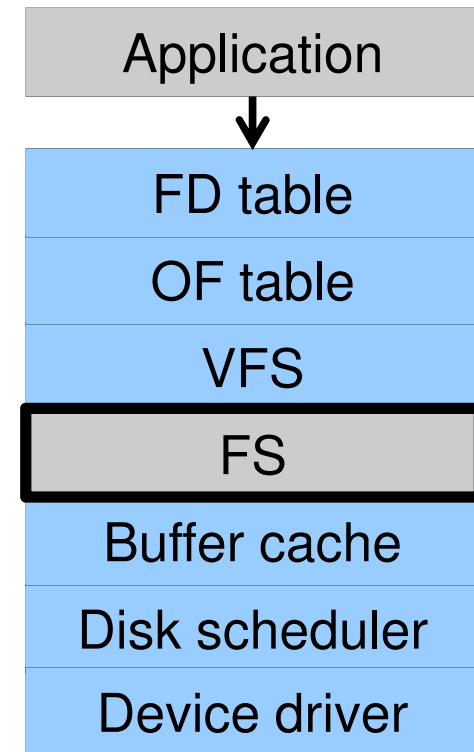 Application
FD table
OF table
VFS
FS
Buffer cache
Disk scheduler
Device driver